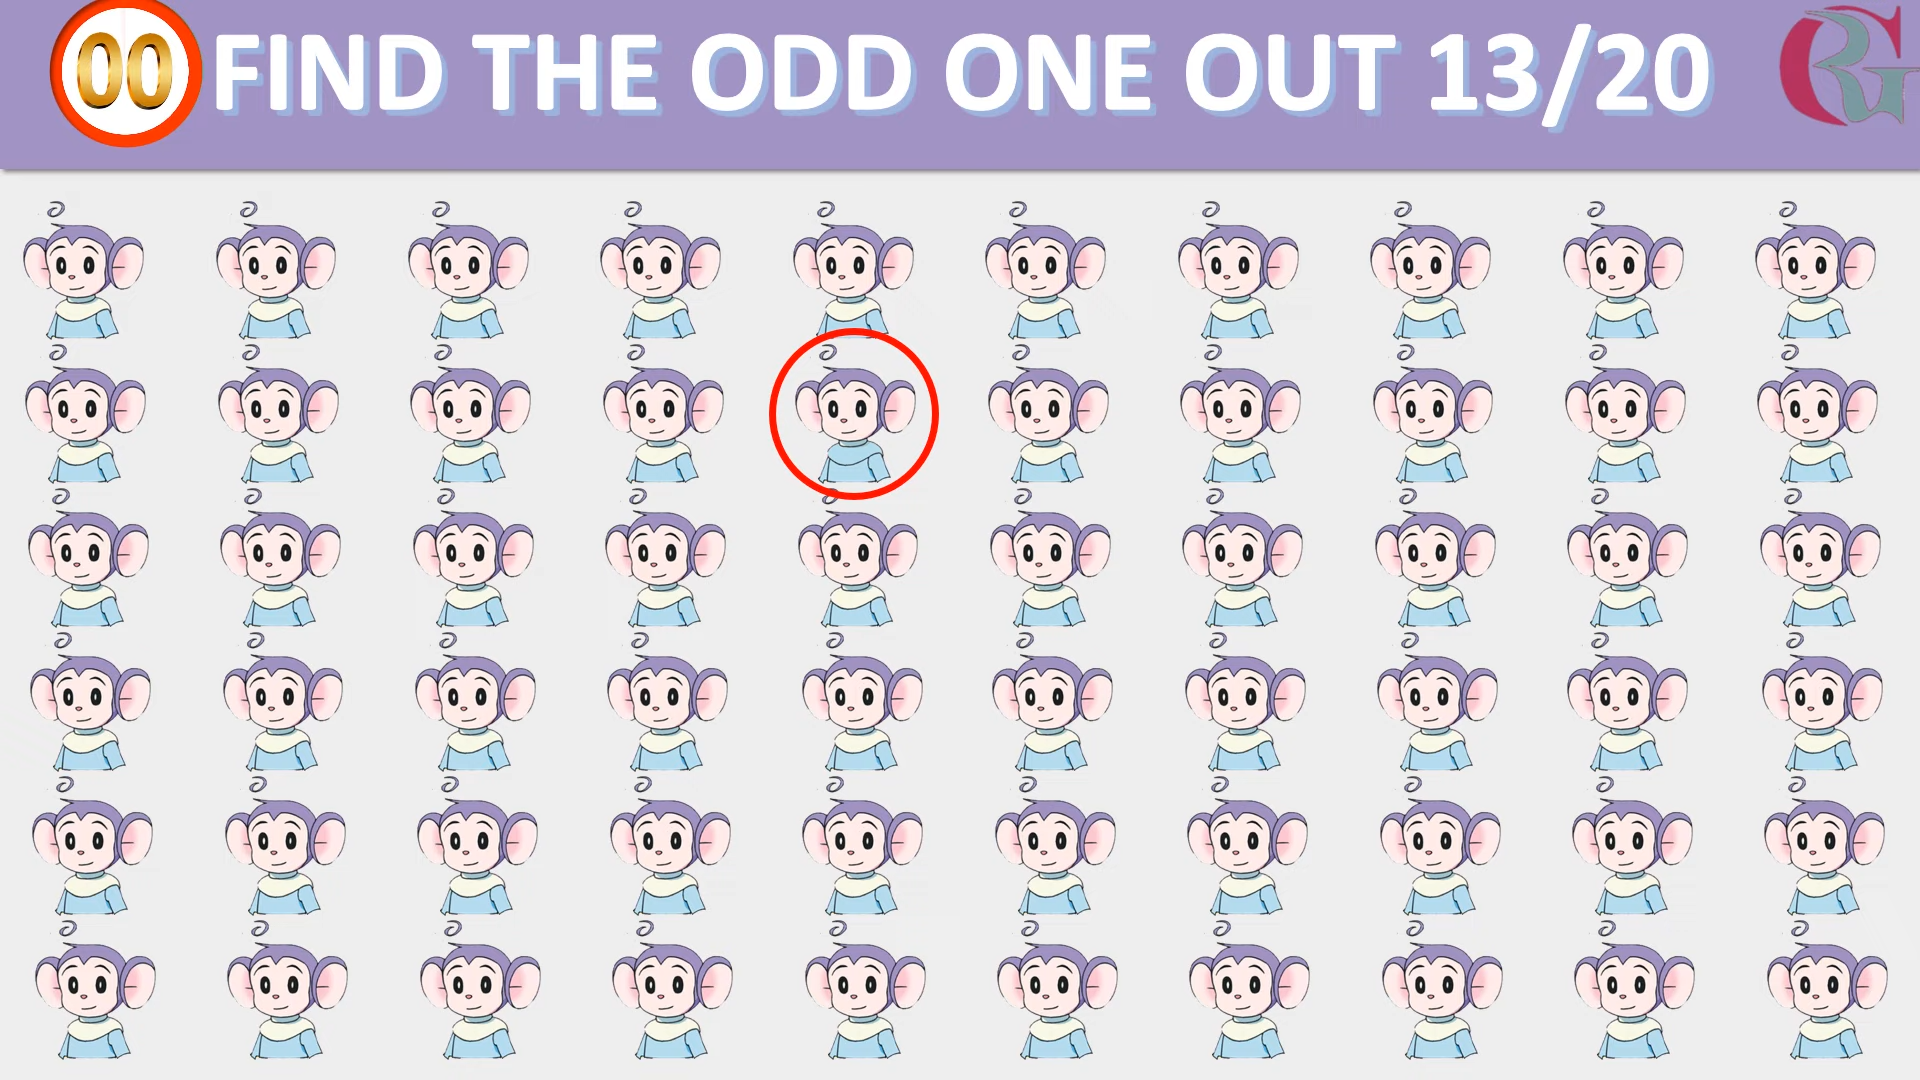 00 FIND THE ODD ONE OUT 13/20